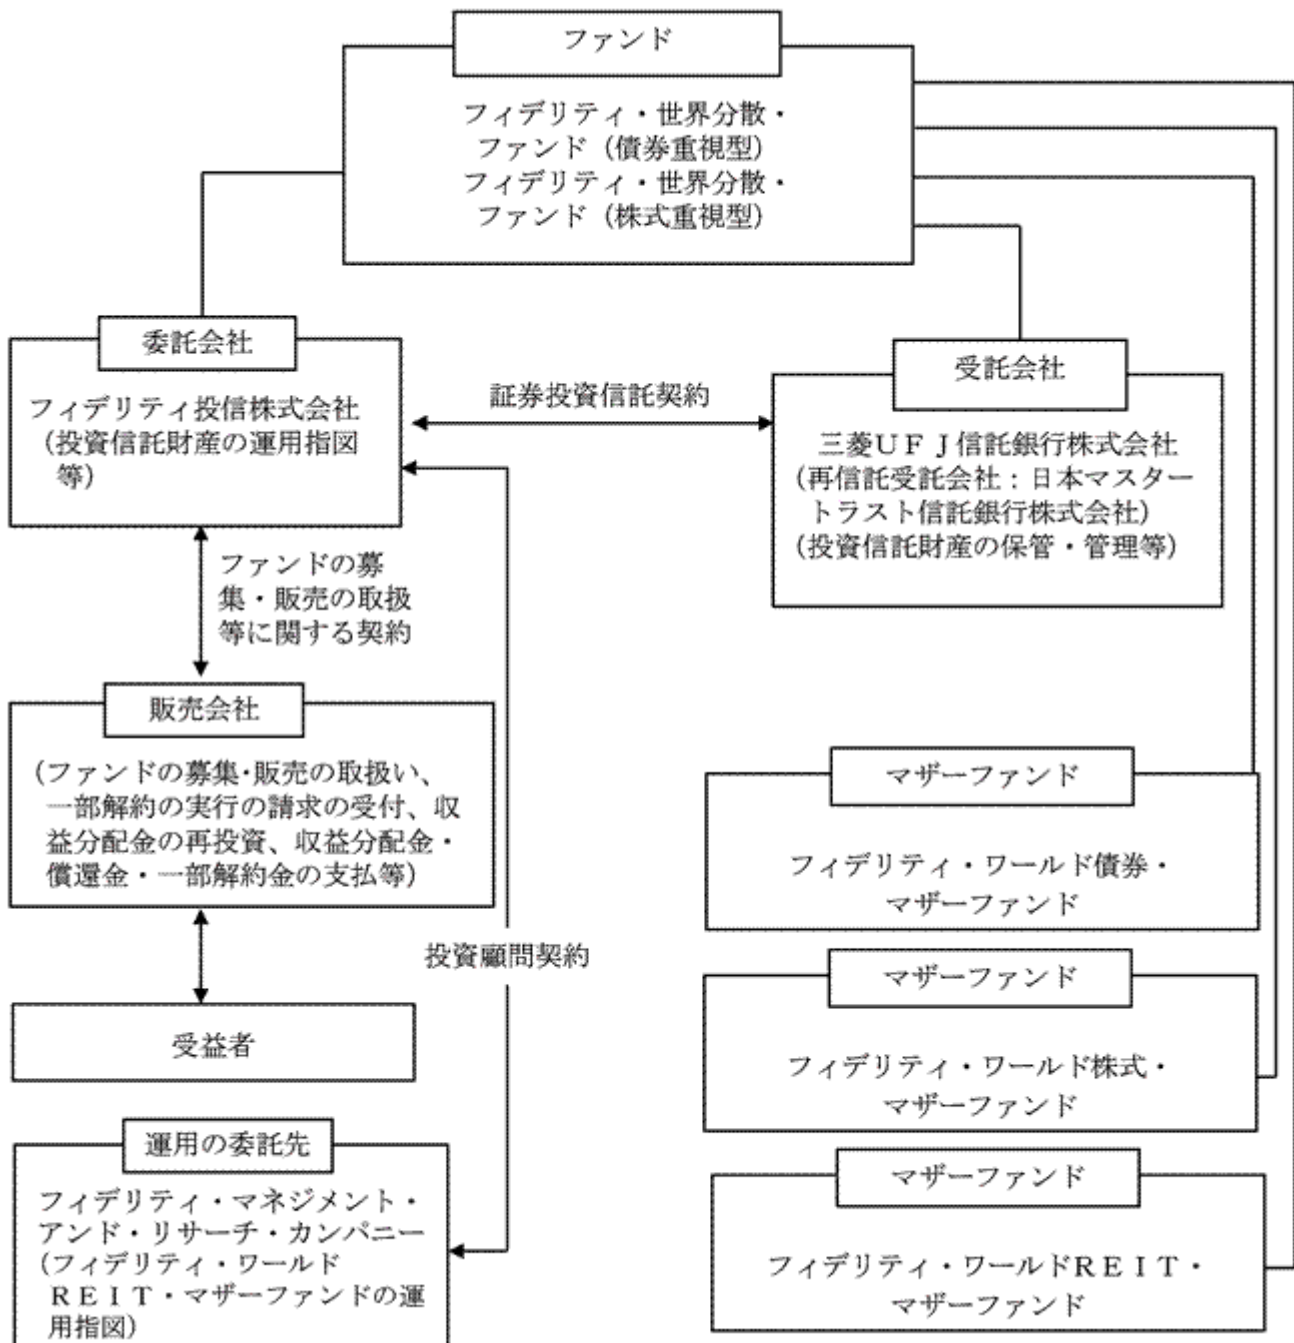 ファンド
フィデリティ・世界分散・
ファンド（債券重視型）
フィデリティ・世界分散・
ファンド（株式重視型）
委託会社
フィデリティ投信株式会社
（投資信託財産の運用指図
等）
証券投資信託契約
受託会社
三菱ＵＦＪ信託銀行株式会社
（再信託受託会社：日本マスター
トラスト信託銀行株式会社）
（投資信託財産の保管・管理等）
ファンドの募
集・販売の取扱
等に関する契約
販売会社
（ファンドの募集・販売の取扱い、
一部解約の実行の請求の受付、収
益分配金の再投資、収益分配金・
償還金・一部解約金の支払等）
投資顧問契約
受益者
運用の委託先
フィデリティ・マネジメント・
アンド・リサーチ・カンパニー
（フィデリティ・ワールド
ＲＥＩＴ・マザーファンドの運
用指図）
マザーファンド
フィデリティ・ワールド債券・
マザーファンド
マザーファンド
フィデリティ・ワールド株式・
マザーファンド
マザーファンド
フィデリティ・ワールドＲＥＩＴ・
マザーファンド